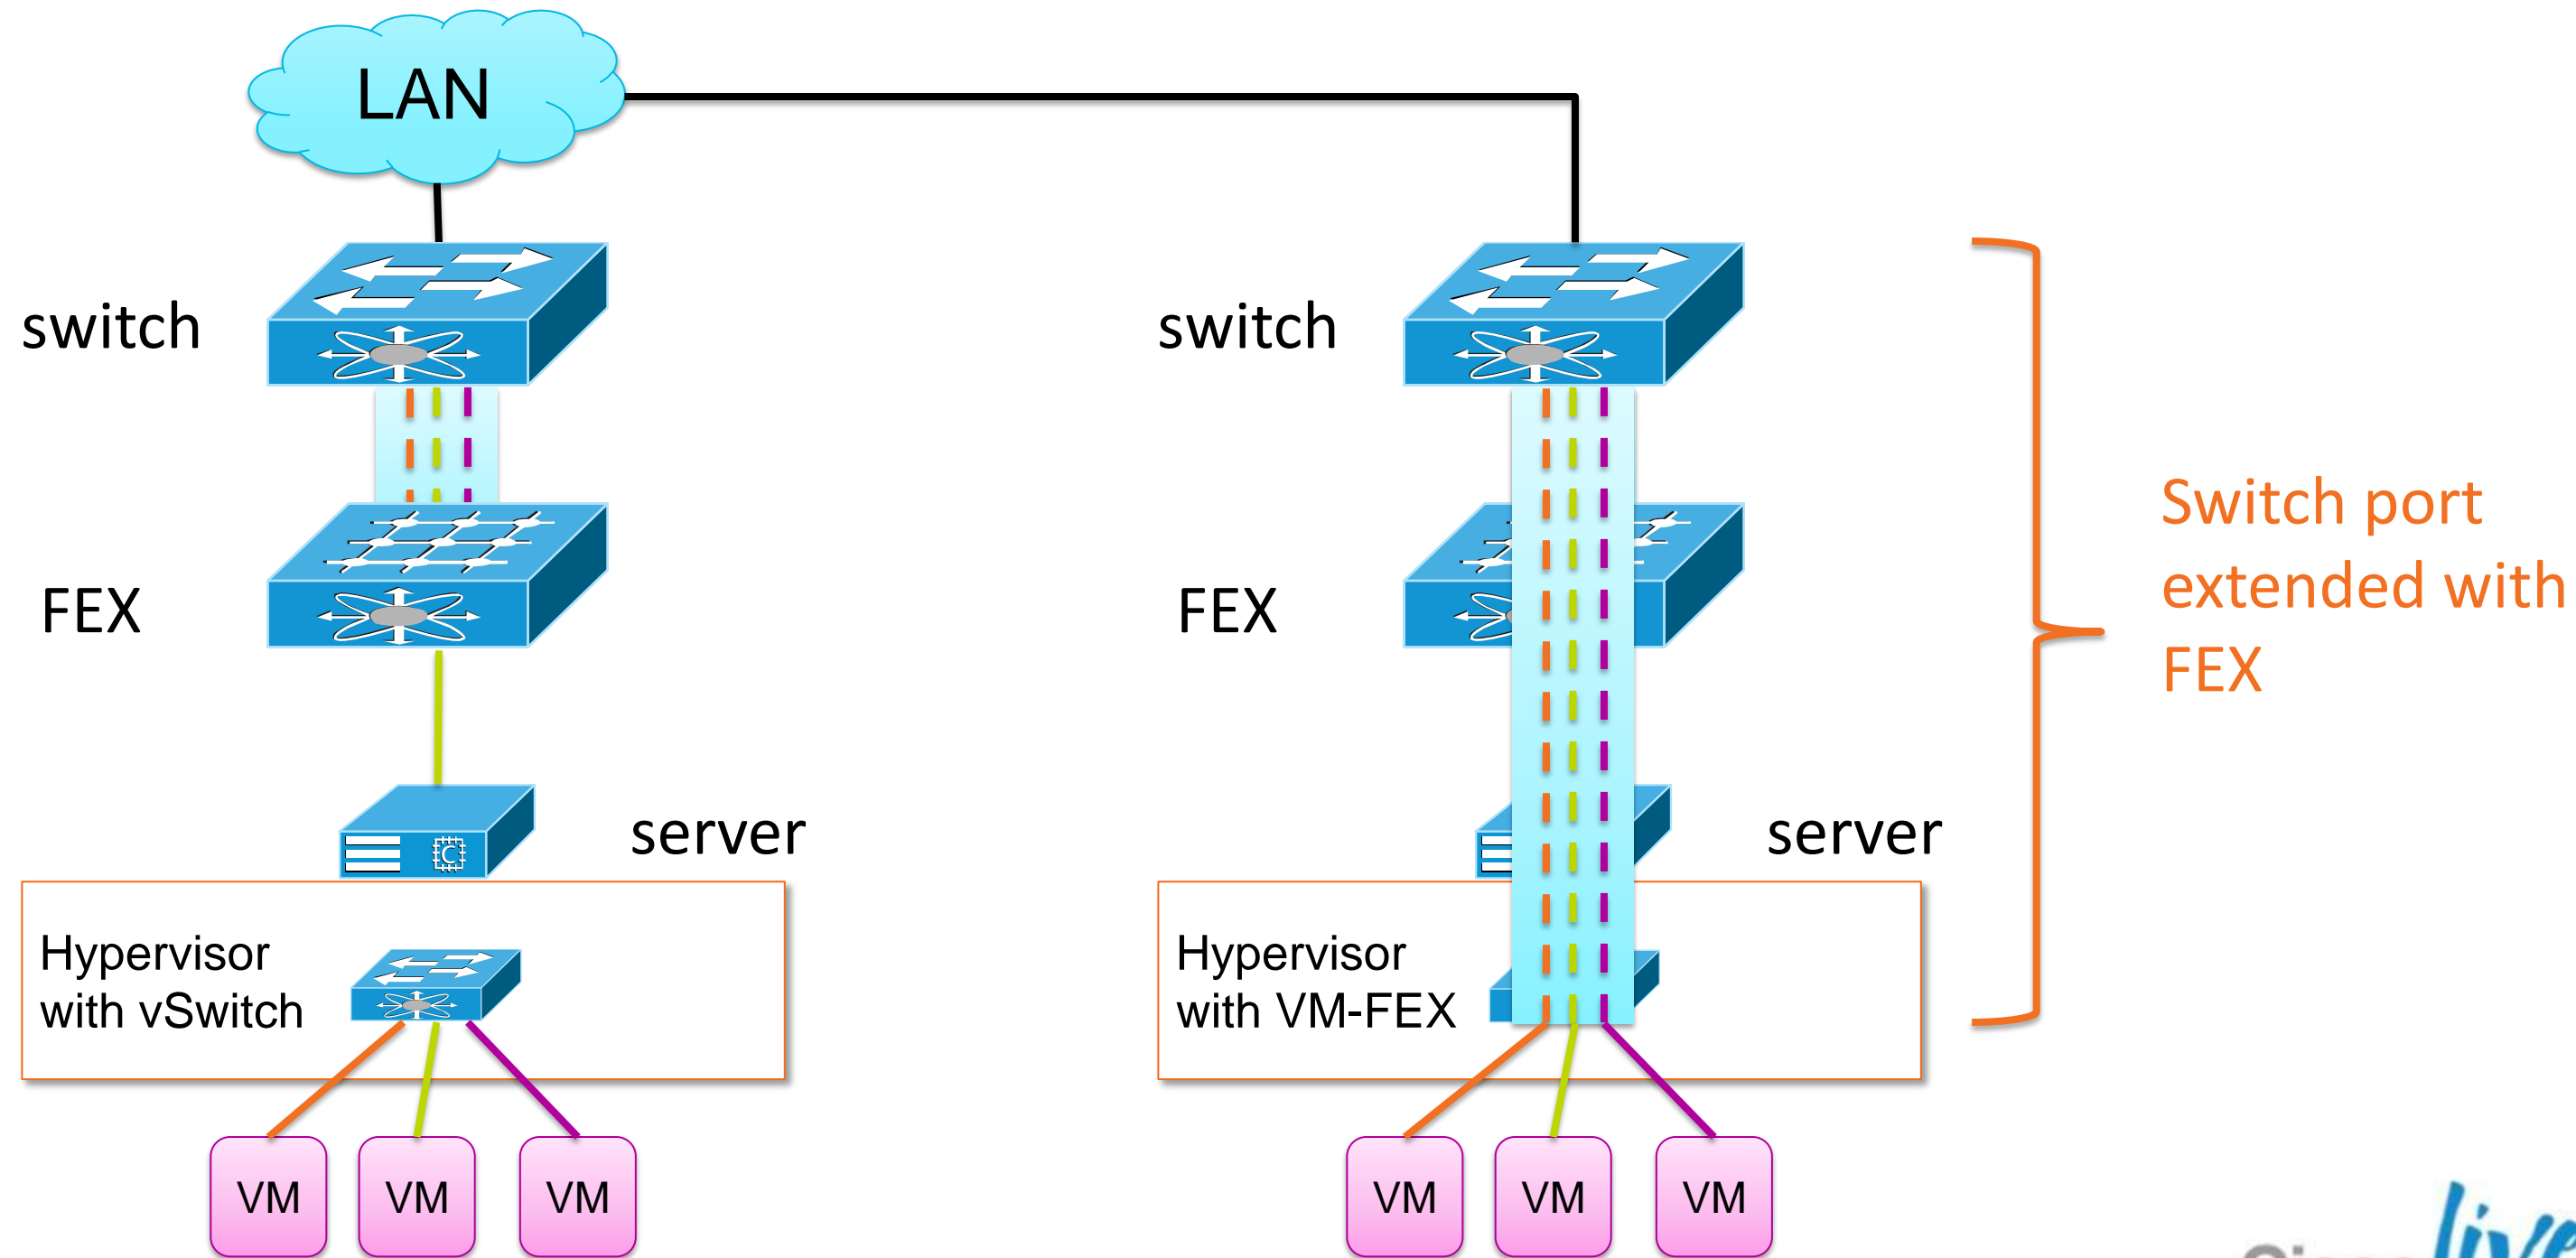 LAN
switch
switch
FEX
FEX
Switch port
extended with
FEX
server
server
C
Hypervisor
with vSwitch
Hypervisor
with VM-FEX
VM
VM
VM
VM
VM
VM
live